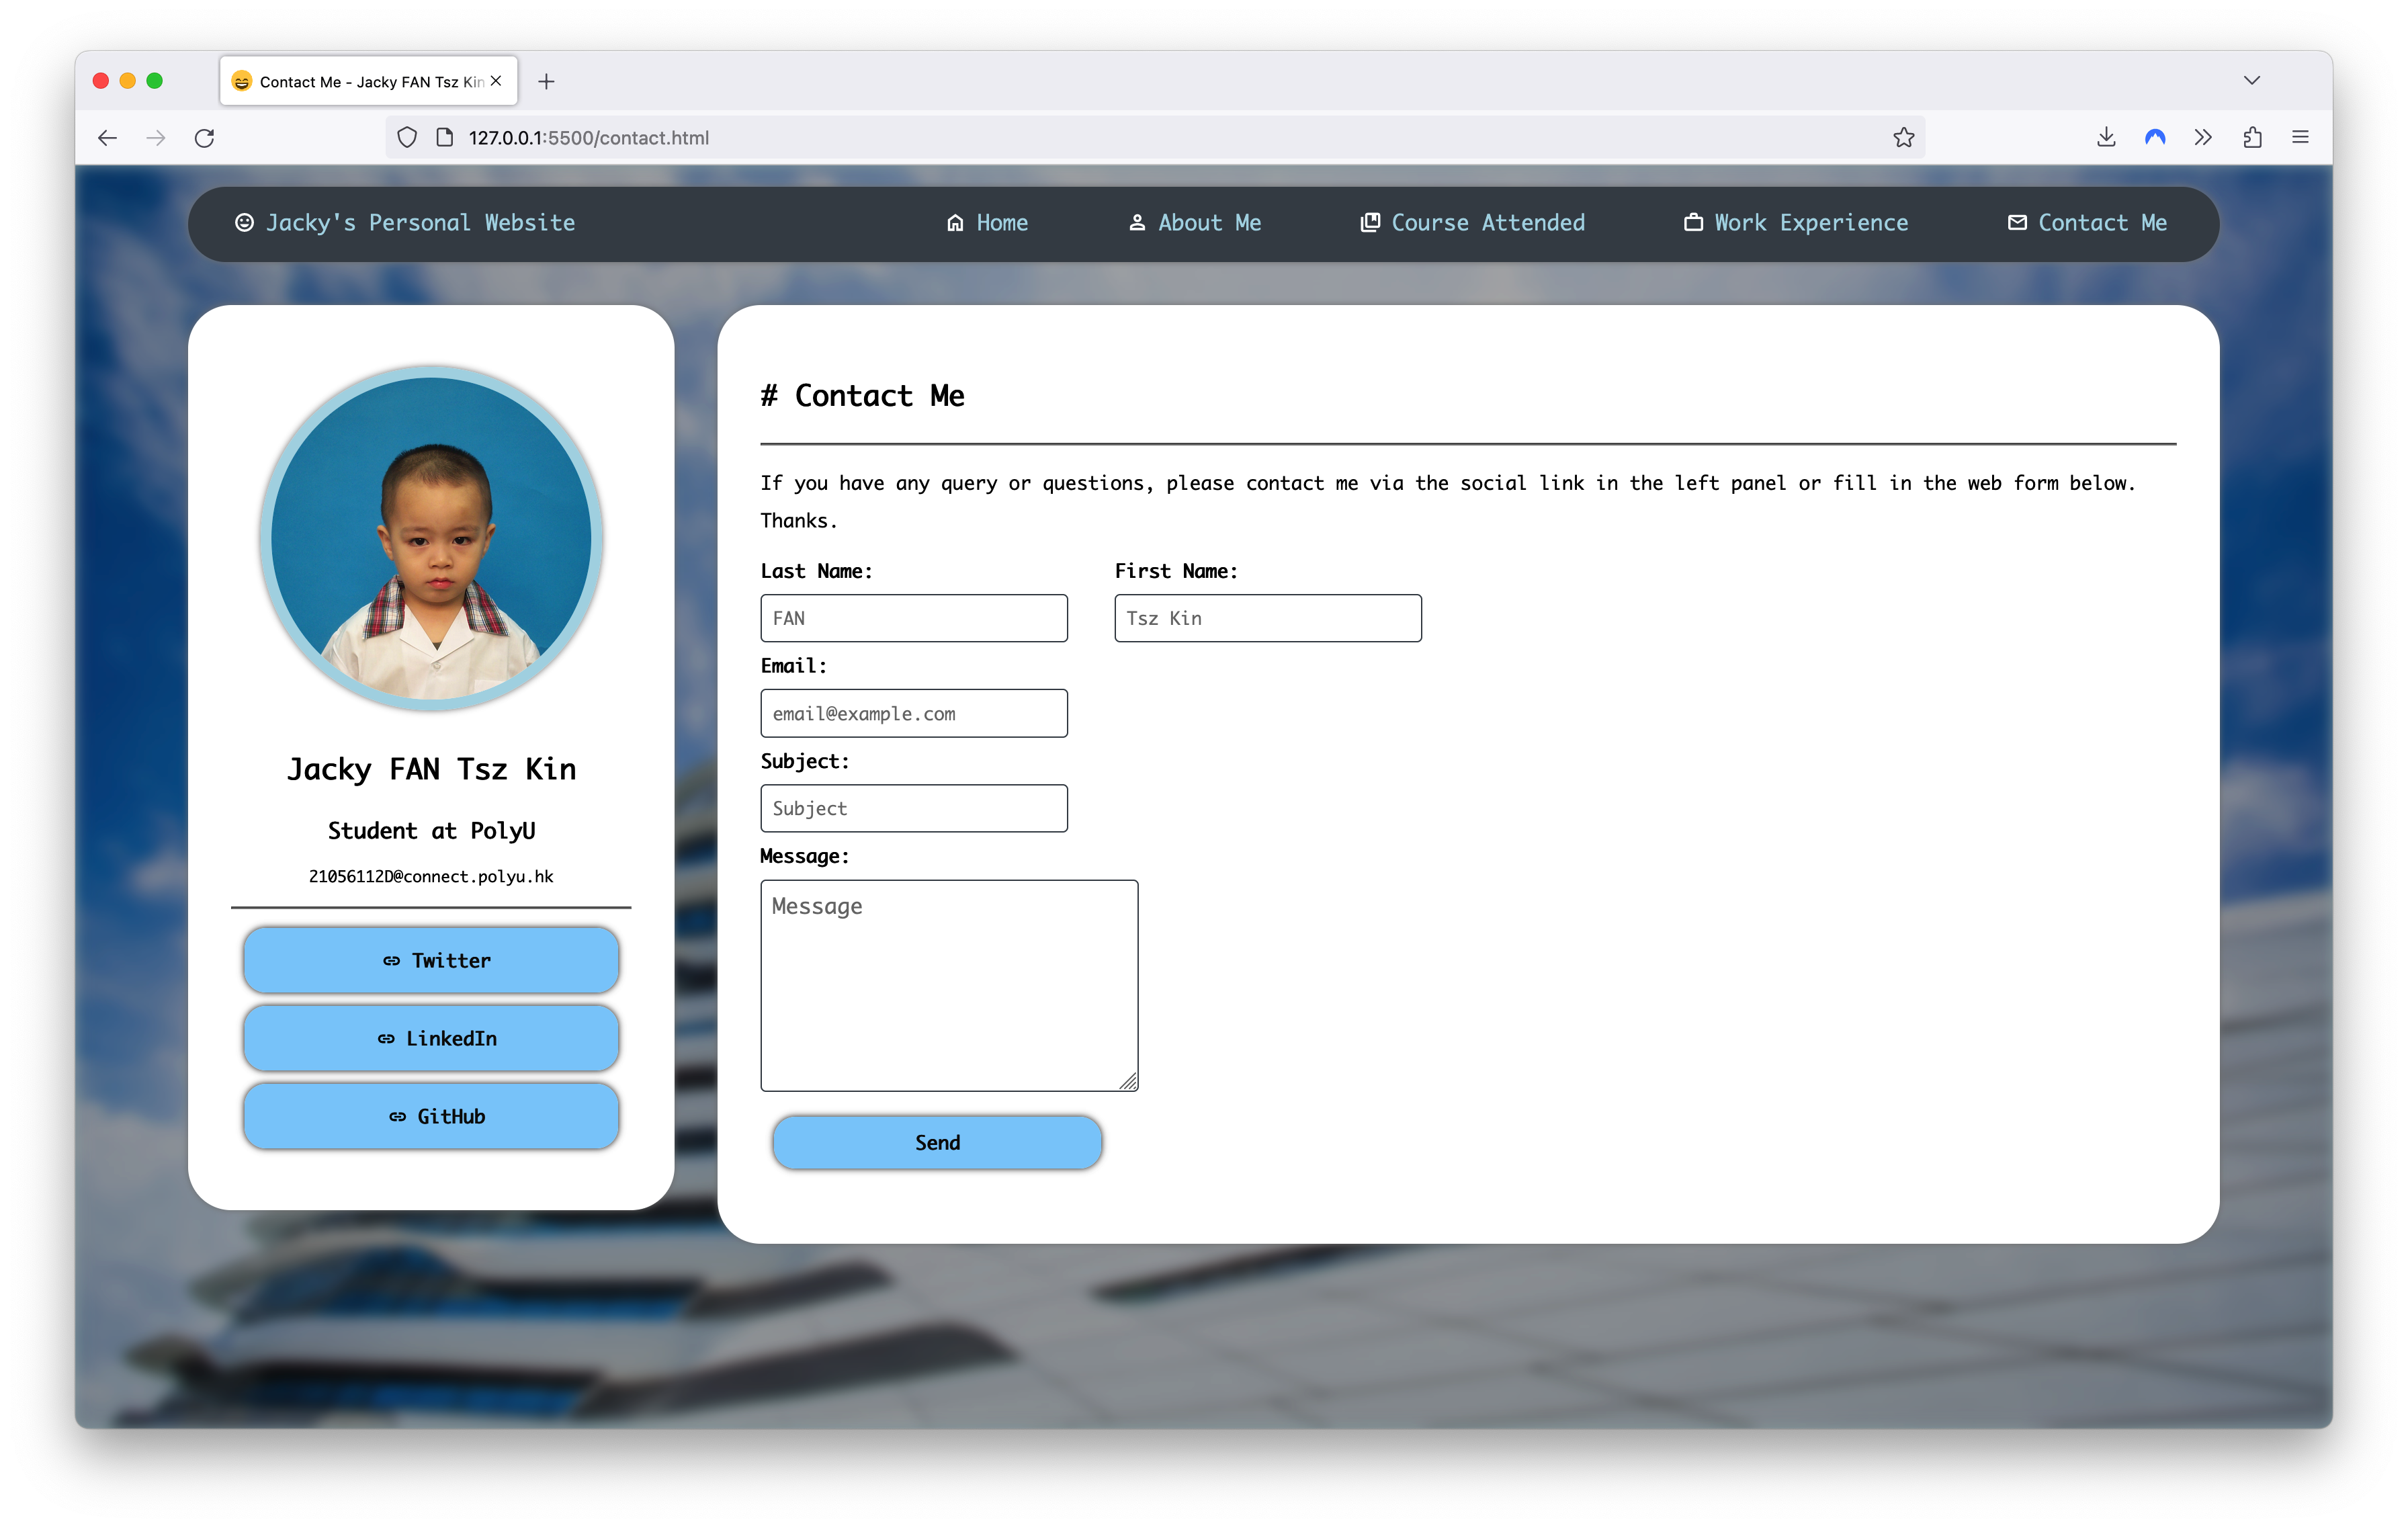 Contact Me - Jacky FAN Tsz Kin
127.0.0.1:5500/contact.html
Jacky's Personal Website
Home
About Me
Course Attended
Work Experience
Contact Me
Jacky FAN Tsz Kin
Student at PolyU
21056112D@connect.polyu.hk
Twitter
LinkedIn
GitHub
# Contact Me
If you have any query or questions, please contact me via the social link in the left panel or fill in the web form below.
Thanks.
Last Name:
First Name:
FAN
Tsz Kin
Email:
email@example.com
Subject:
Subject
Message:
Message
Send